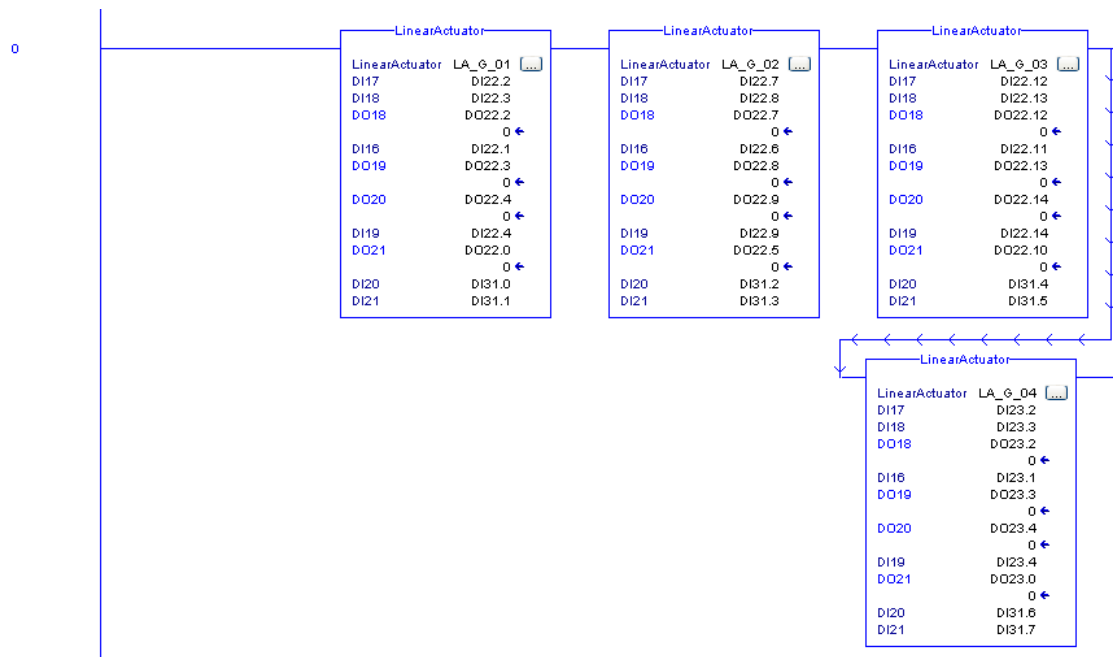 0
LinearActuator
LinearActuator LA_G_01 ...
DI17 DI22.2
DI18 DI22.3
DO18 DO22.2
0
DI16 DI22.1
DO19 DO22.3
0
DO20 DO22.4
0
DI19 DI22.4
DO21 DO22.0
0
DI20 DI31.0
DI21 DI31.1
LinearActuator
LinearActuator LA_G_02 ...
DI17 DI22.7
DI18 DI22.8
DO18 DO22.7
0
DI16 DI22.6
DO19 DO22.8
0
DO20 DO22.9
0
DI19 DI22.9
DO21 DO22.5
0
DI20 DI31.2
DI21 DI31.3
LinearActuator
LinearActuator LA_G_03 ...
DI17 DI22.12
DI18 DI22.13
DO18 DO22.12
0
DI16 DI22.11
DO19 DO22.13
0
DO20 DO22.14
0
DI19 DI22.14
DO21 DO22.10
0
DI20 DI31.4
DI21 DI31.5
LinearActuator
LinearActuator LA_G_04 ...
DI17 DI23.2
DI18 DI23.3
DO18 DO23.2
0
DI16 DI23.1
DO19 DO23.3
0
DO20 DO23.4
0
DI19 DI23.4
DO21 DO23.0
0
DI20 DI31.6
DI21 DI31.7